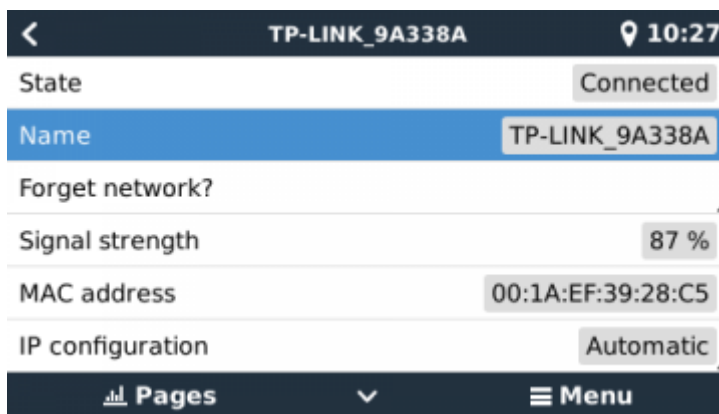 TP-LINK_9A338A 10:27
State Connected
Name TP-LINK_9A338A
Forget network?
Signal strength 87 %
MAC address 00:1A:EF:39:28:C5
IP configuration Automatic
Pages Menu